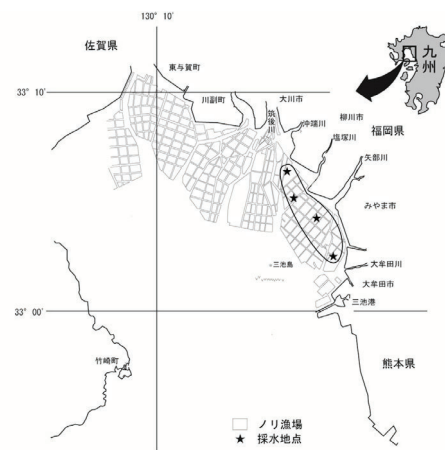 130° 10'
佐賀県
九州
東与賀町
33° 10'
川副町
大川市
筑後川
沖端川
柳川市
塩塚川
福岡県
矢部川
みやま市
三池島
大牟田川
大牟田市
33° 00'
三池港
竹崎町
熊本県
ノリ漁場
採水地点